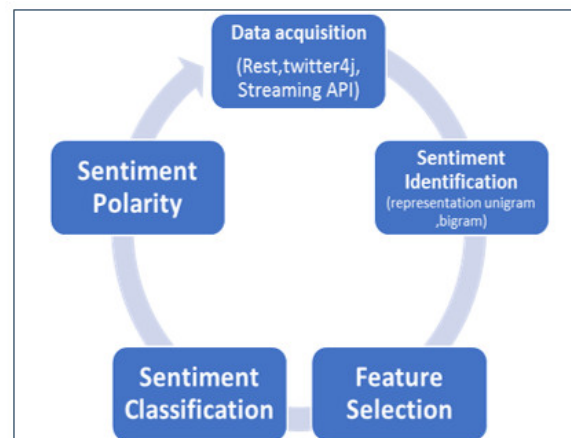 Data acquisition
(Rest,twitter4j,
Streaming API)
Sentiment
Identification
(representation unigram
,bigram)
Feature
Selection
Sentiment
Classification
Sentiment
Polarity